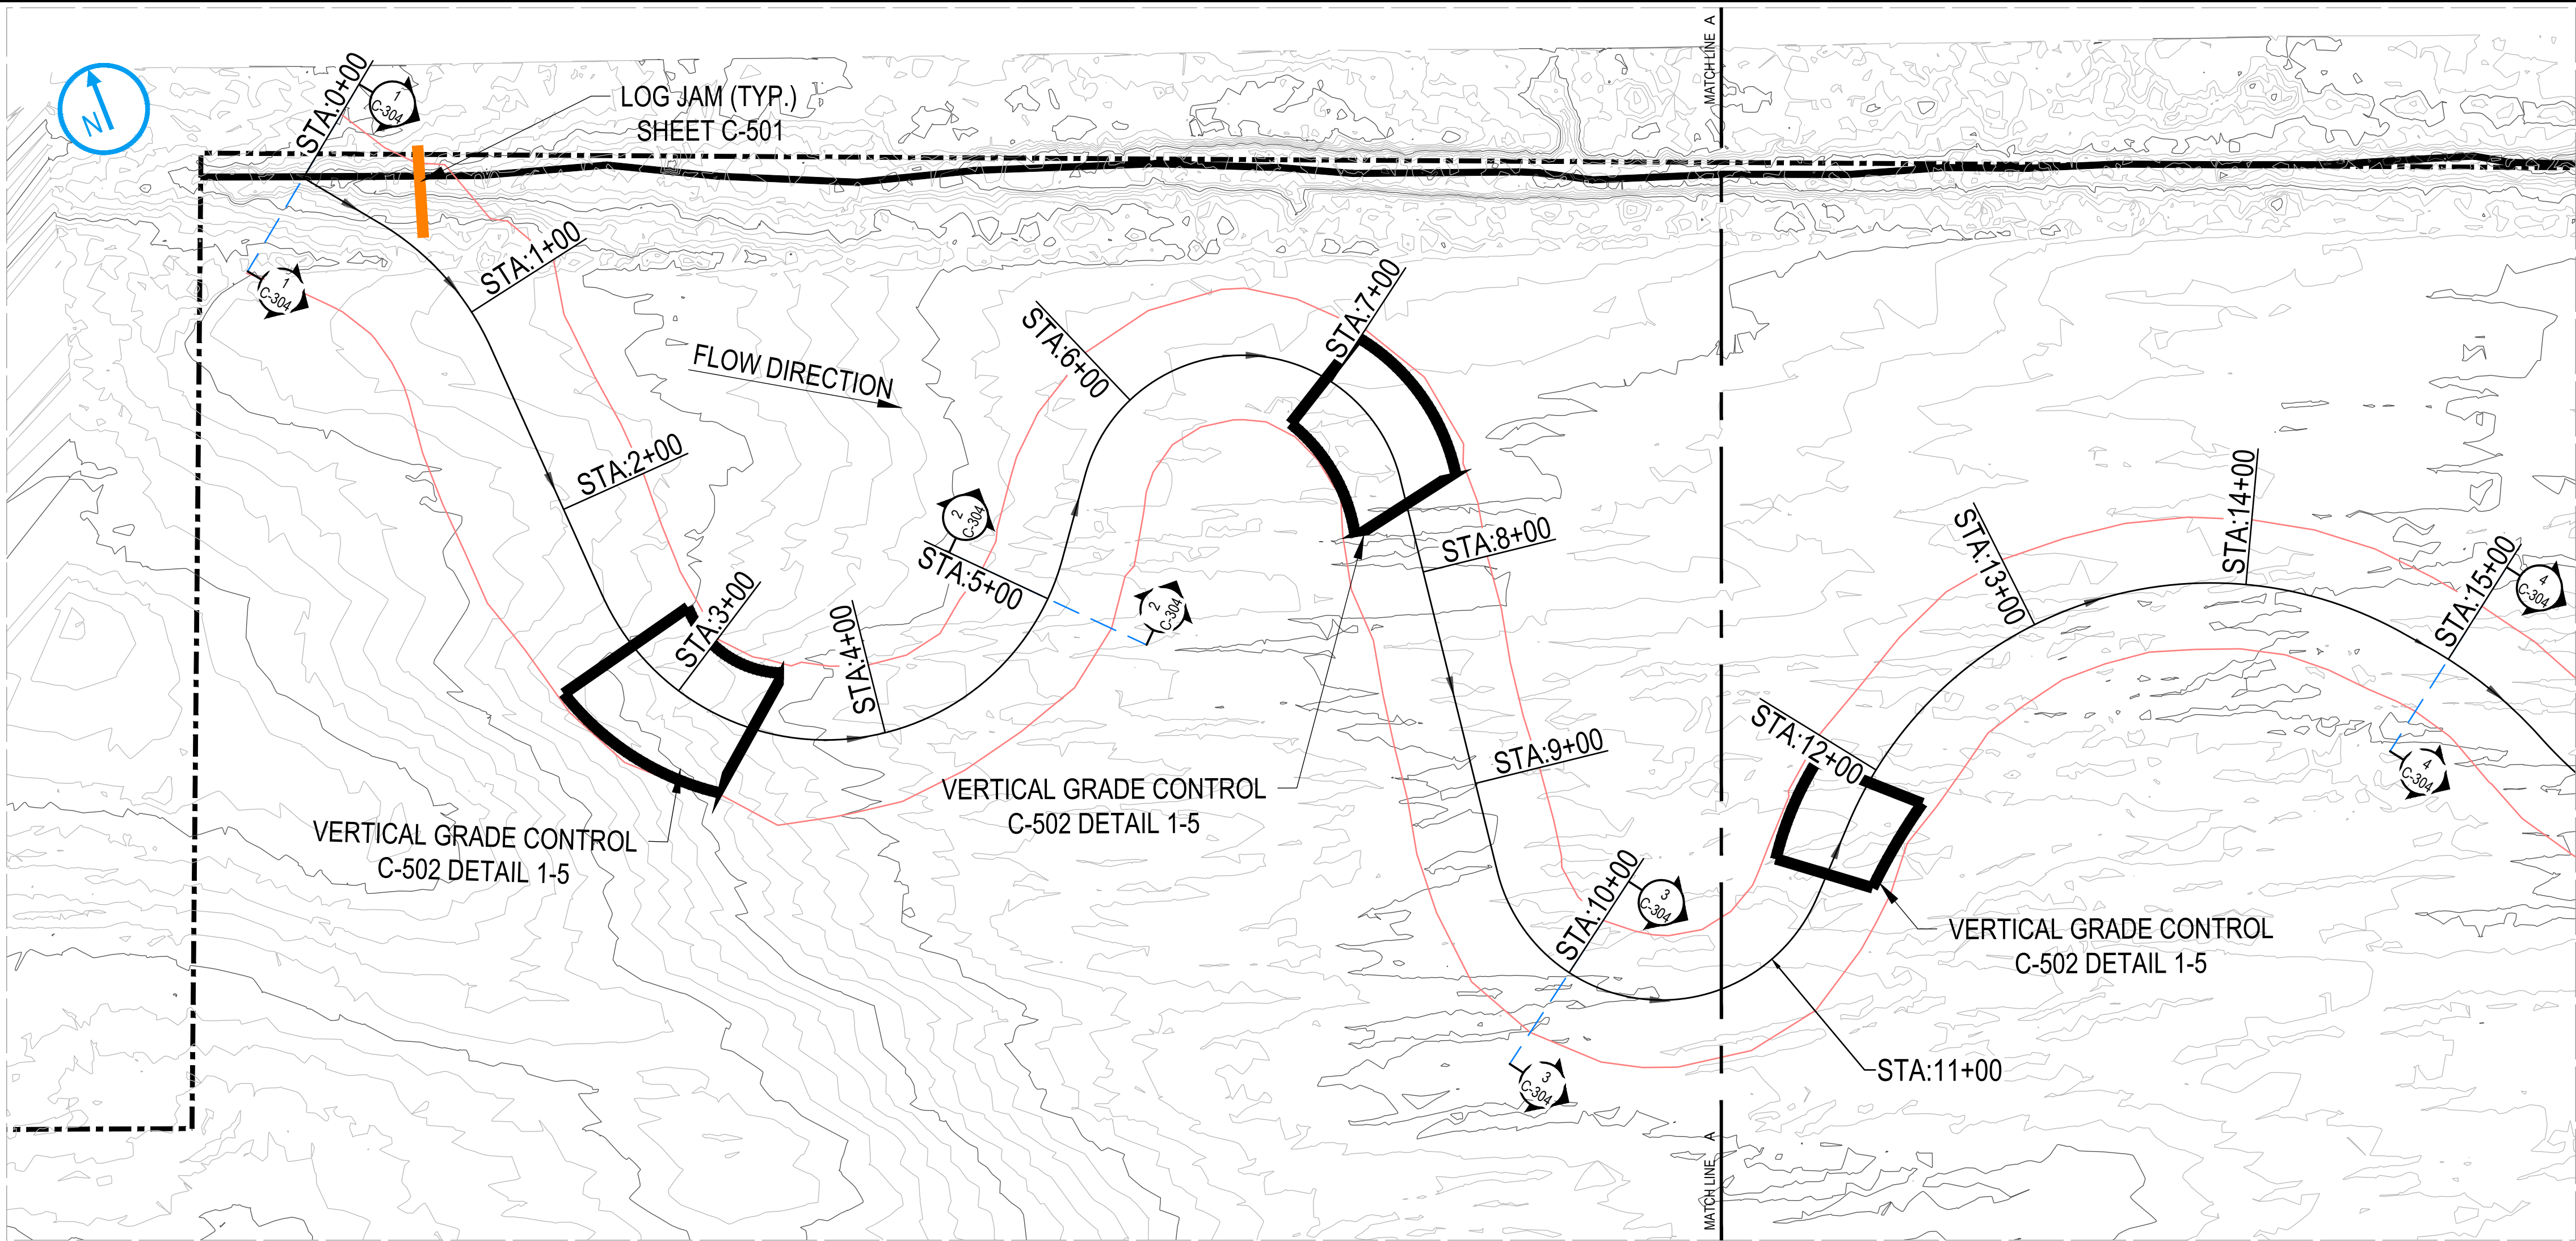 MATCH LINE A
N
STA:0+00
1
C-304
LOG JAM (TYP.)
SHEET C-501
STA:1+00
1
C-304
FLOW DIRECTION
STA:2+00
STA:3+00
STA:4+00
2
C-304
STA:5+00
2
C-304
STA:6+00
STA:7+00
STA:8+00
STA:9+00
VERTICAL GRADE CONTROL
C-502 DETAIL 1-5
VERTICAL GRADE CONTROL
C-502 DETAIL 1-5
STA:10+00
3
C-304
3
C-304
STA:11+00
STA:12+00
VERTICAL GRADE CONTROL
C-502 DETAIL 1-5
STA:13+00
STA:14+00
STA:15+00
4
C-304
4
C-304
MATCH LINE A